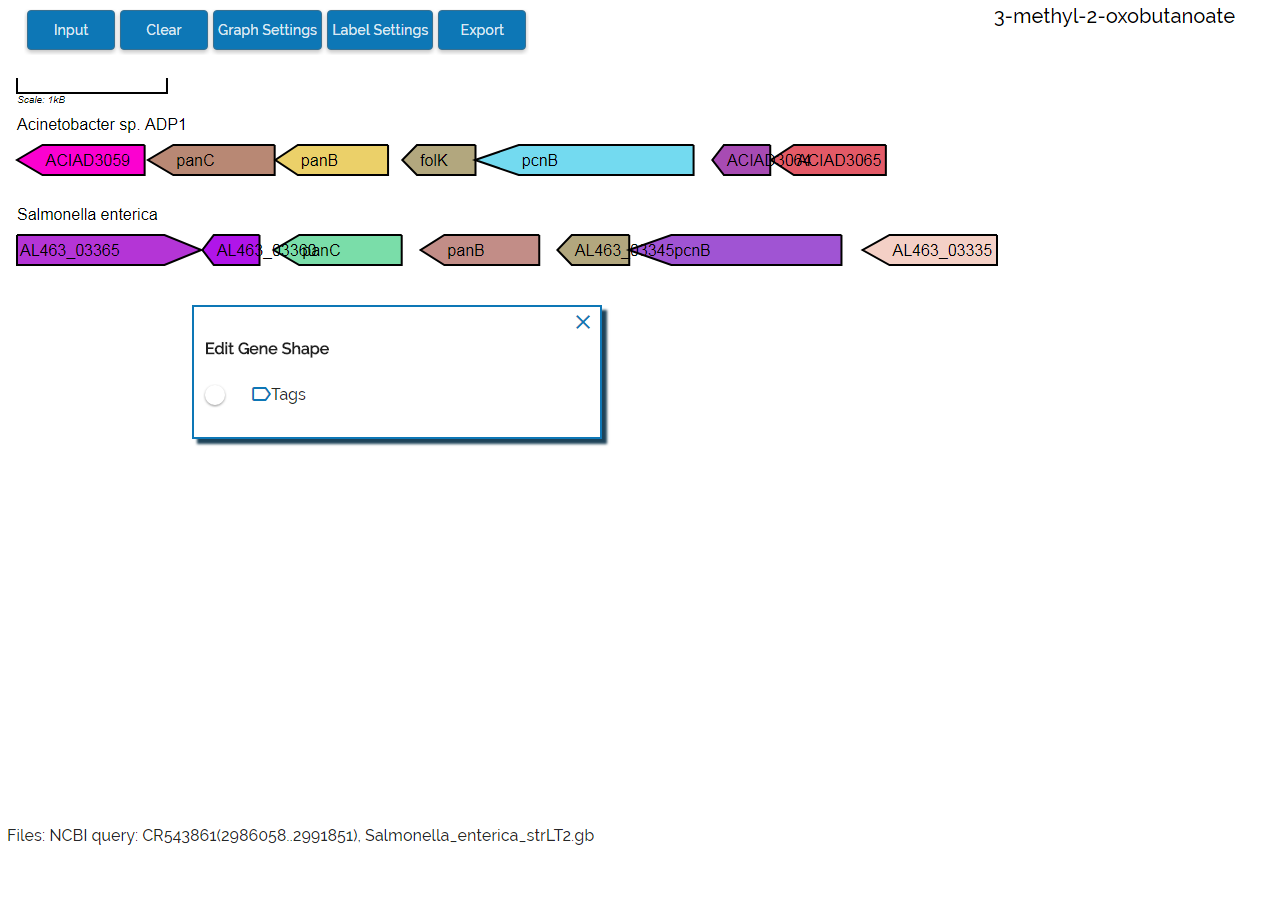 Input Clear Graph Settings Label Settings Export
3-methyl-2-oxobutanoate
Scale: 1kB
Acinetobacter sp. ADP1
ACIAD3059 panC panB folK pcnB ACIAD3064 ACIAD3065
Salmonella enterica
AL463_03365 AL463_03360 panC panB AL463_03345 pcnB AL463_03335
Edit Gene Shape
Tags
Files: NCBI query: CR543861(2986058..2991851), Salmonella_enterica_strLT2.gb